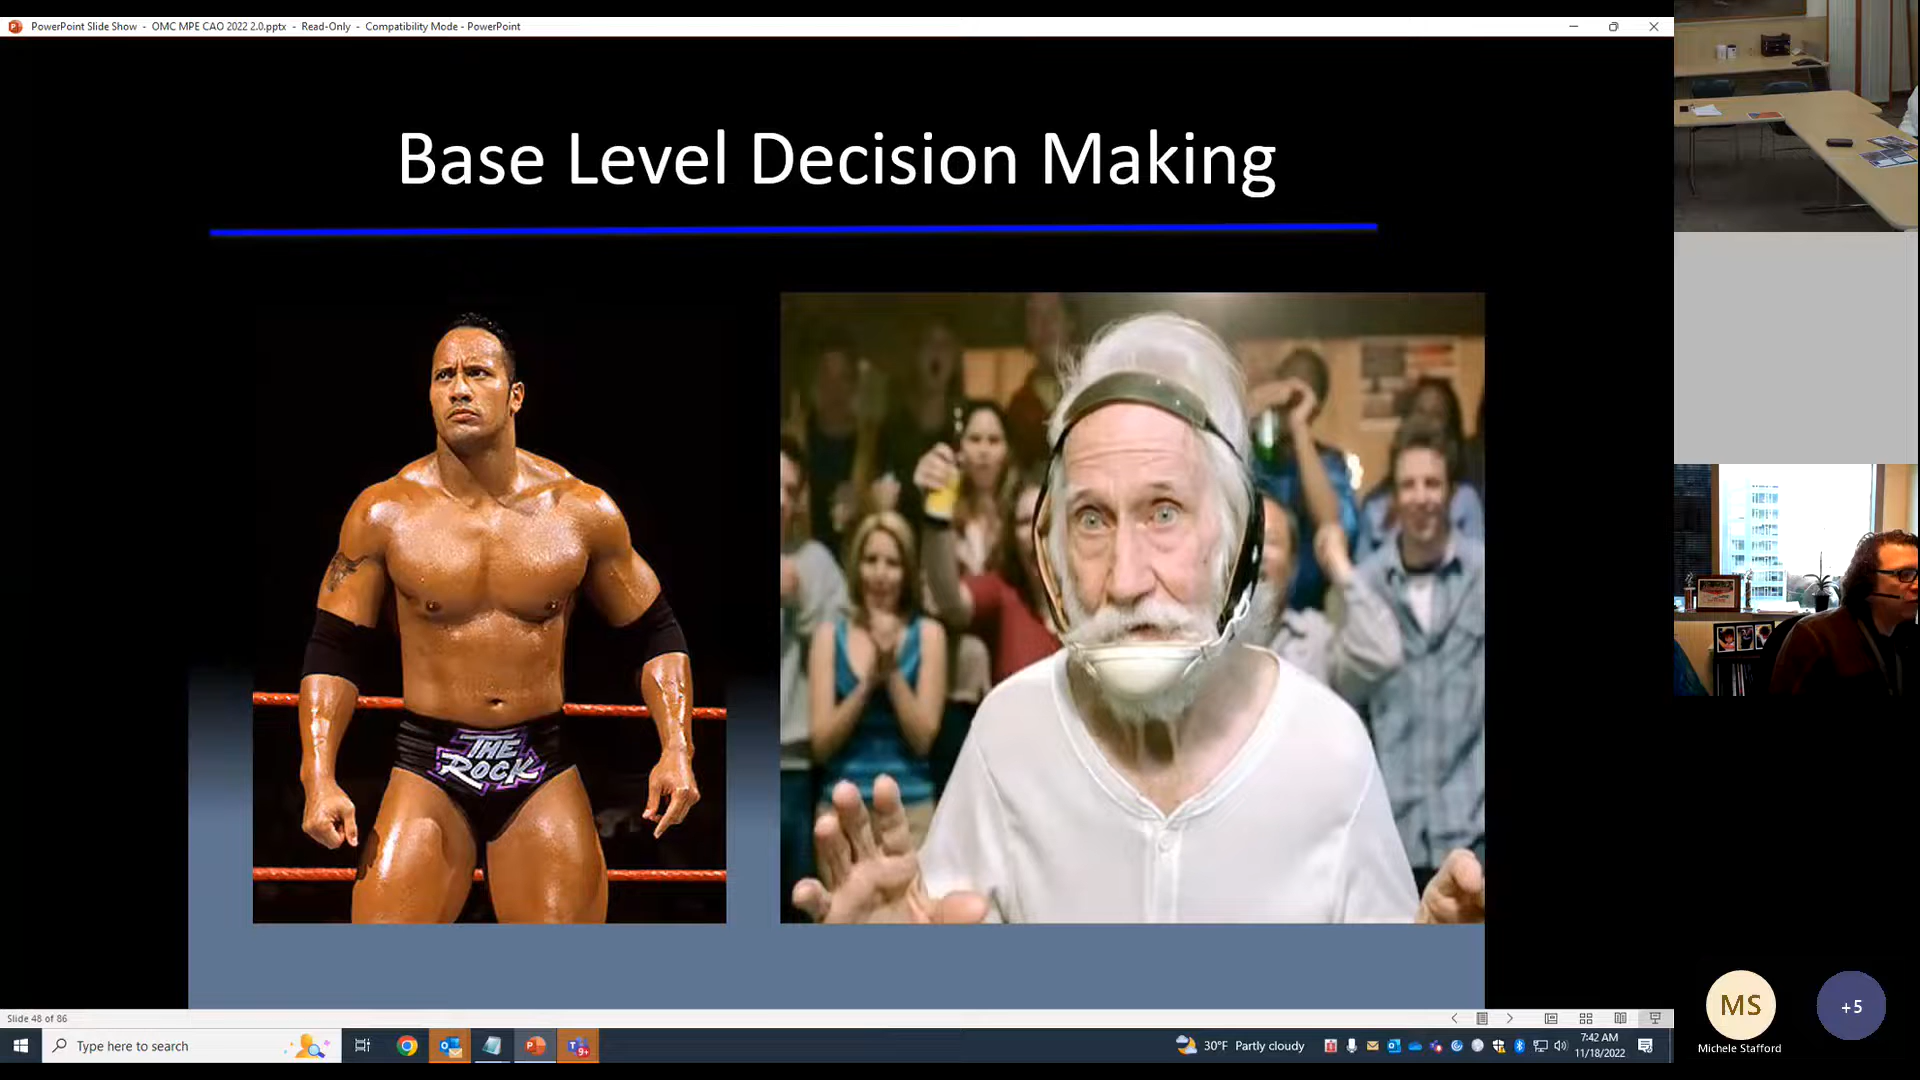 PowerPoint Slide Show - OMC MPE CAO 2022 2.0.pptx - Read-Only - Compatibility Mode - PowerPoint
Base Level Decision Making
THE
ROCK
MS
+5
Michele Stafford
Slide 48 of 86
Type here to search
9+
30°F Partly cloudy
7:42 AM
11/18/2022